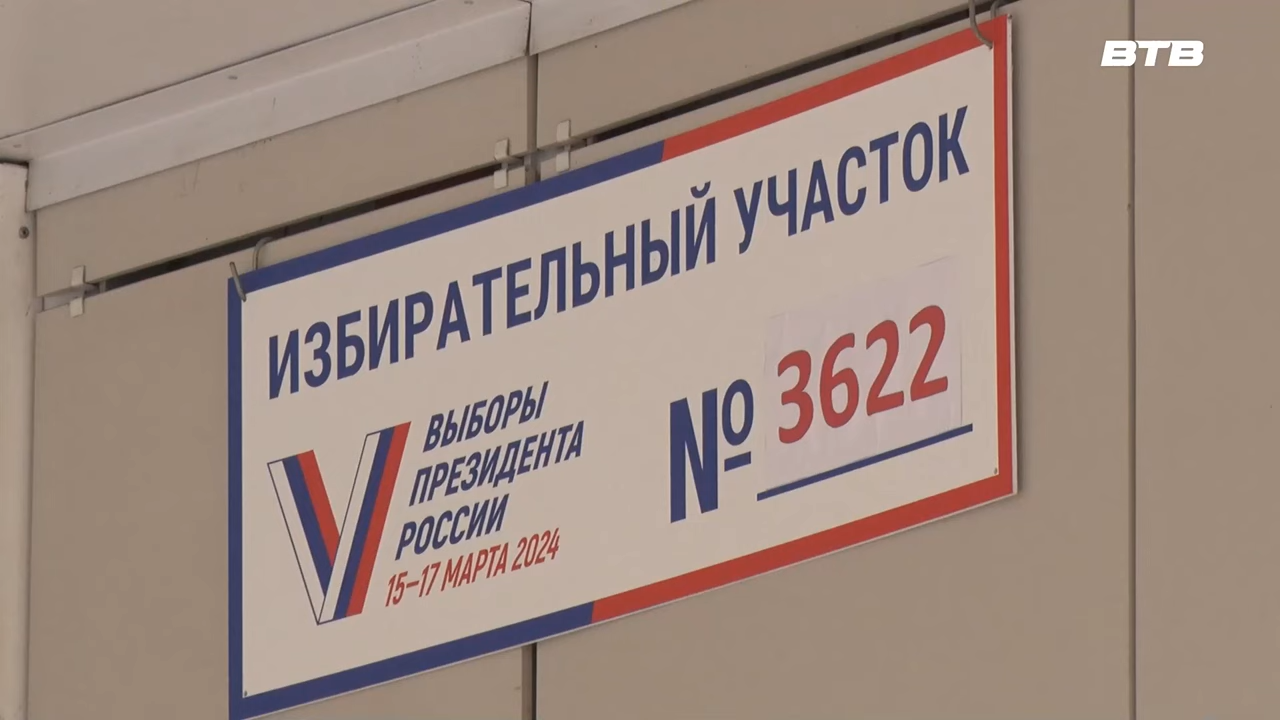 ВТВ
ИЗБИРАТЕЛЬНЫЙ УЧАСТОК
ВЫБОРЫ
ПРЕЗИДЕНТА
РОССИИ
15–17 МАРТА 2024
№ 3622